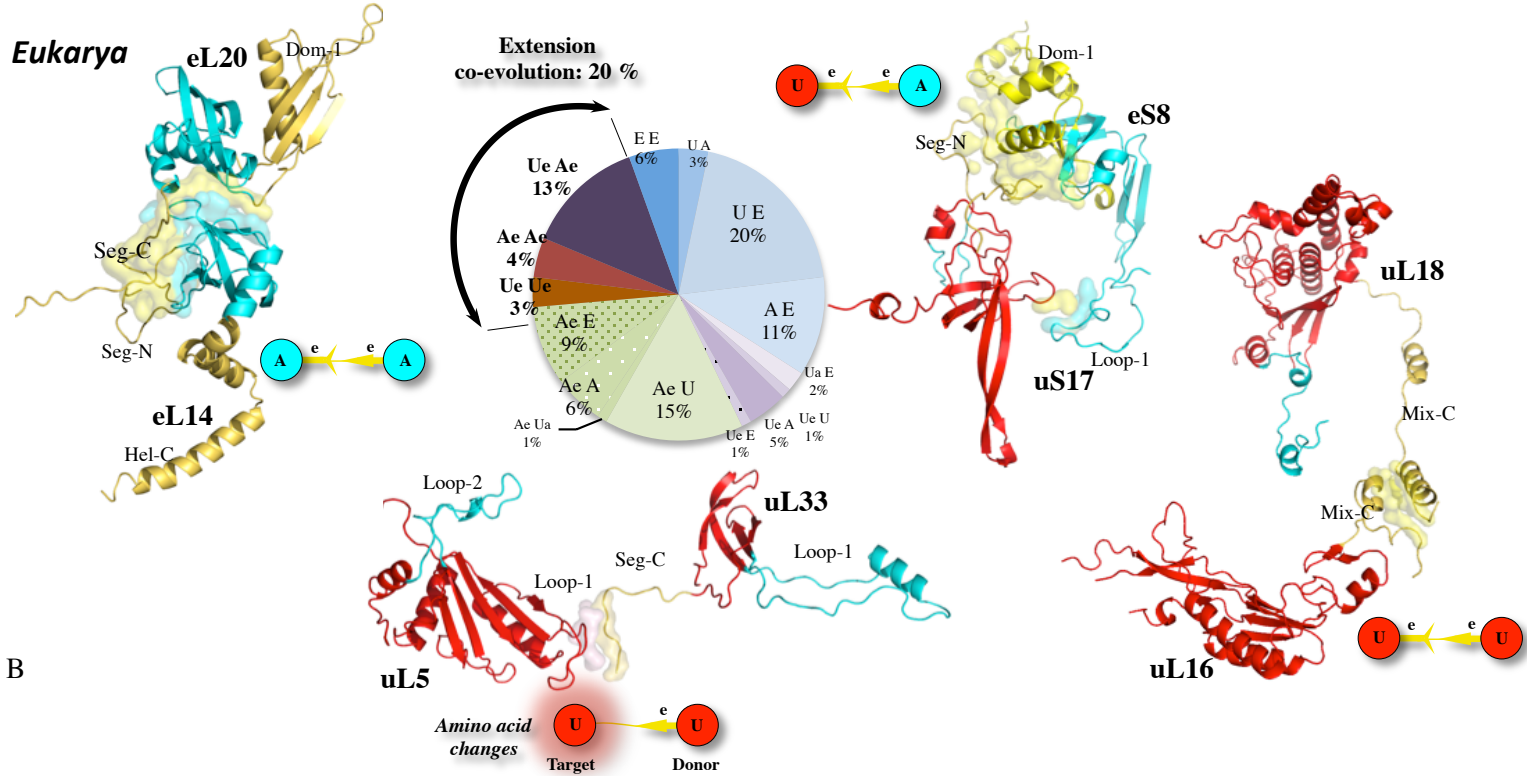 Eukarya
eL20
Dom-1
Seg-C
Seg-N
A e e A
eL14
Hel-C
Extension
co-evolution: 20 %
E E
6%
U A
3%
Ue Ae
13%
U E
20%
Ae Ae
4%
Ue Ue
3%
A E
11%
Ae E
9%
Ae A
6%
Ae U
15%
Ua E
2%
Ae Ua
1%
Ue E
1%
Ue A
5%
Ue U
1%
U e e A
Dom-1
eS8
Seg-N
uS17
Loop-1
uL18
Mix-C
Mix-C
uL16
U e e U
Loop-2
uL33
Seg-C
Loop-1
Loop-1
B
uL5
Amino acid
changes
U e U
Target Donor